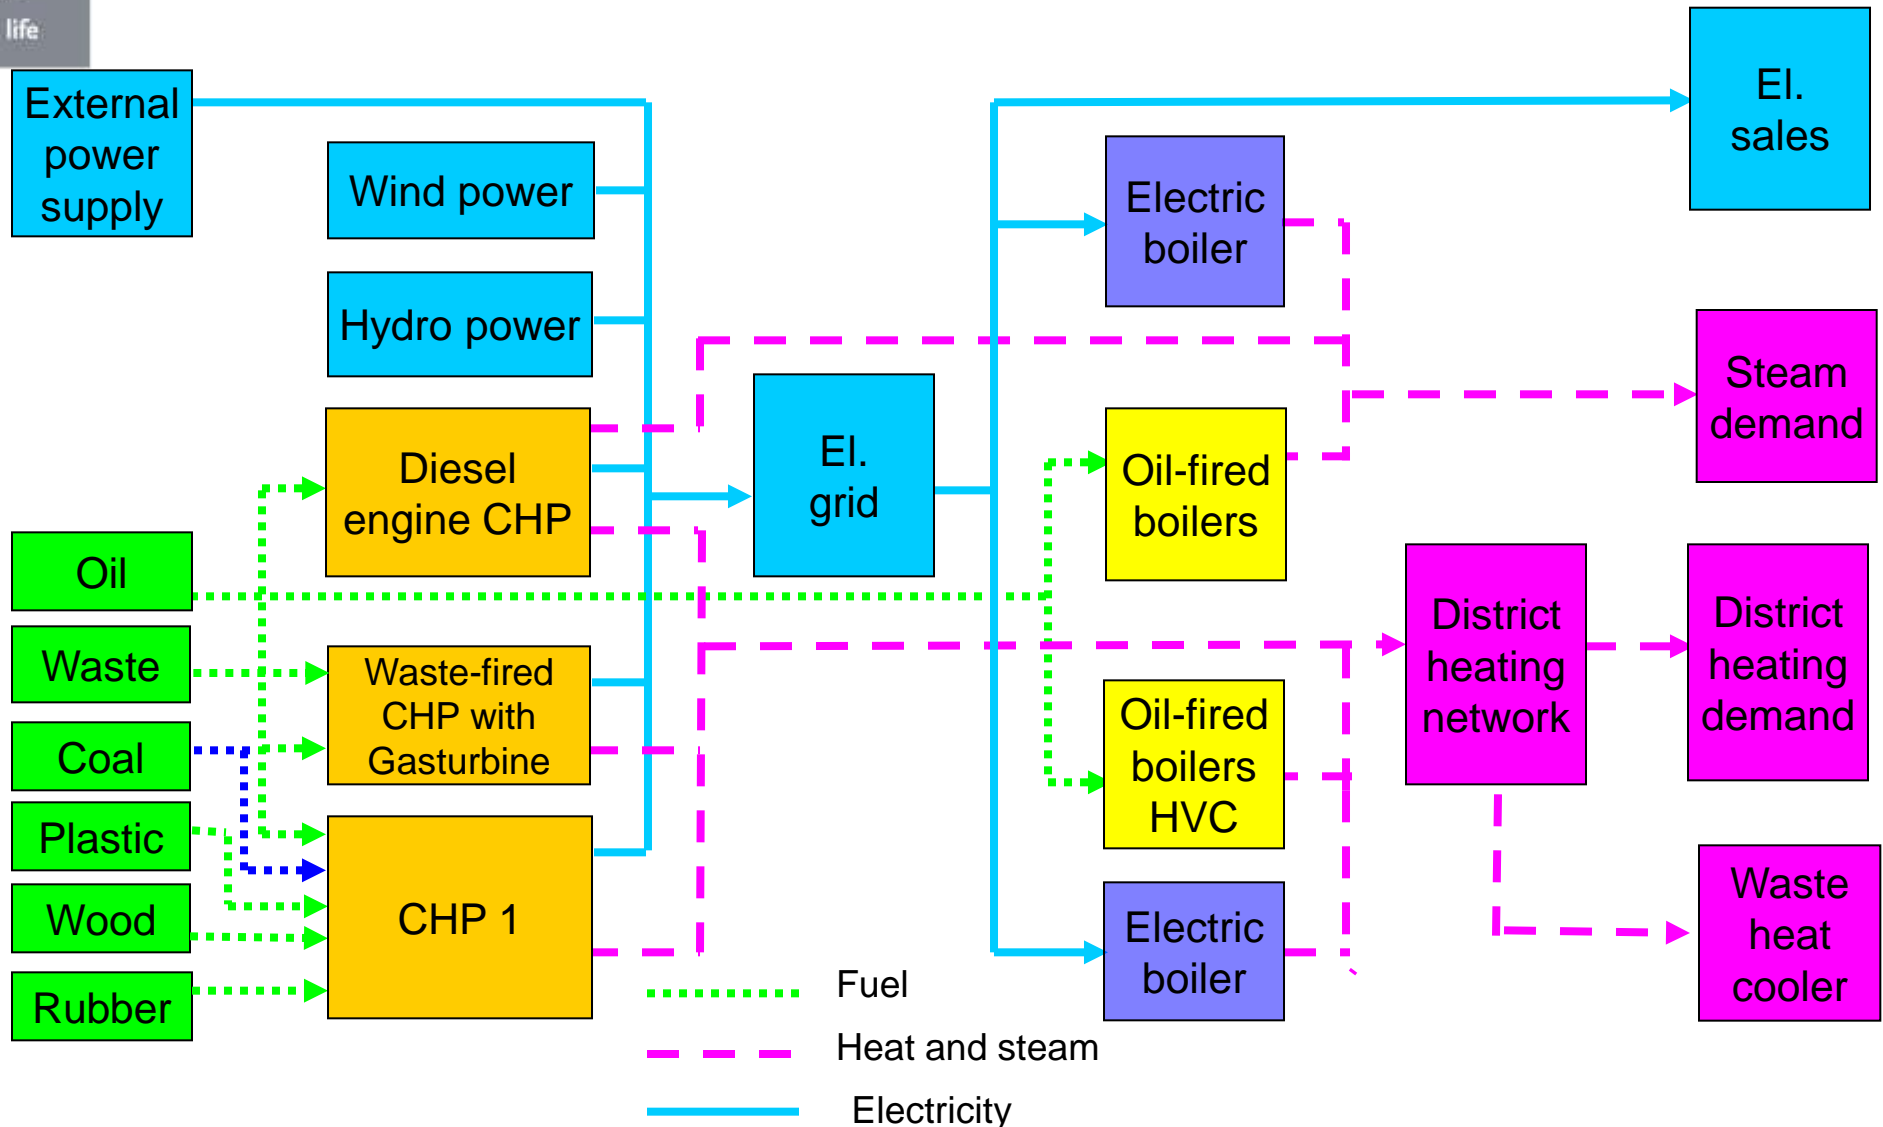 life
External
power
supply
Wind power
Hydro power
Diesel
engine CHP
Oil
Waste
Coal
Plastic
Wood
Rubber
Waste-fired
CHP with
Gasturbine
CHP 1
El.
grid
Electric
boiler
Oil-fired
boilers
Oil-fired
boilers
HVC
Electric
boiler
El.
sales
Steam
demand
District
heating
network
District
heating
demand
Waste
heat
cooler
Fuel
Heat and steam
Electricity